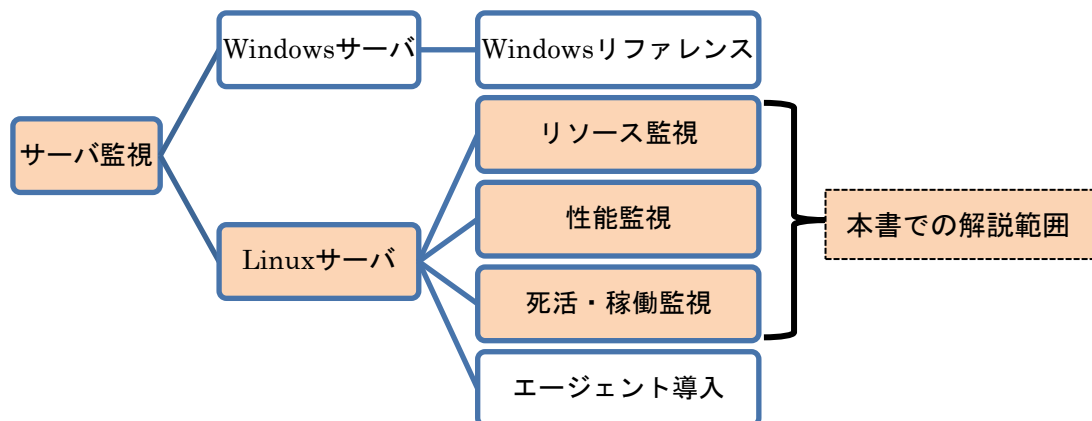 Windowsサーバ
Windowsリファレンス
サーバ監視
リソース監視
性能監視
本書での解説範囲
Linuxサーバ
死活・稼働監視
エージェント導入